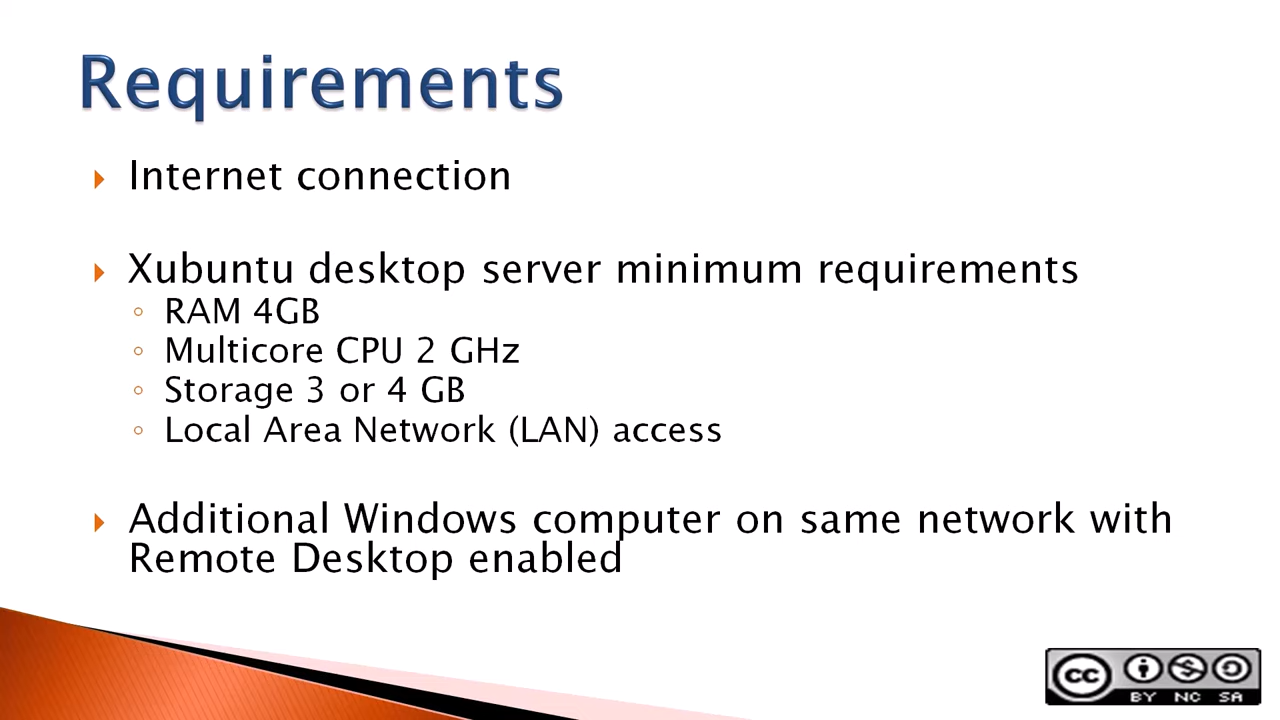 Requirements
Internet connection
Xubuntu desktop server minimum requirements
RAM 4GB
Multicore CPU 2 GHz
Storage 3 or 4 GB
Local Area Network (LAN) access
Additional Windows computer on same network with
Remote Desktop enabled
cc
BY NC SA